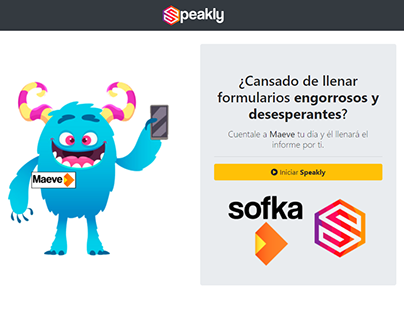 Speakly
¿Cansado de llenar
formularios engorrosos y
desesperantes?
Cuentale a Maeve tu día y él llenará el
informe por ti.
Iniciar Speakly
Maeve
sofka